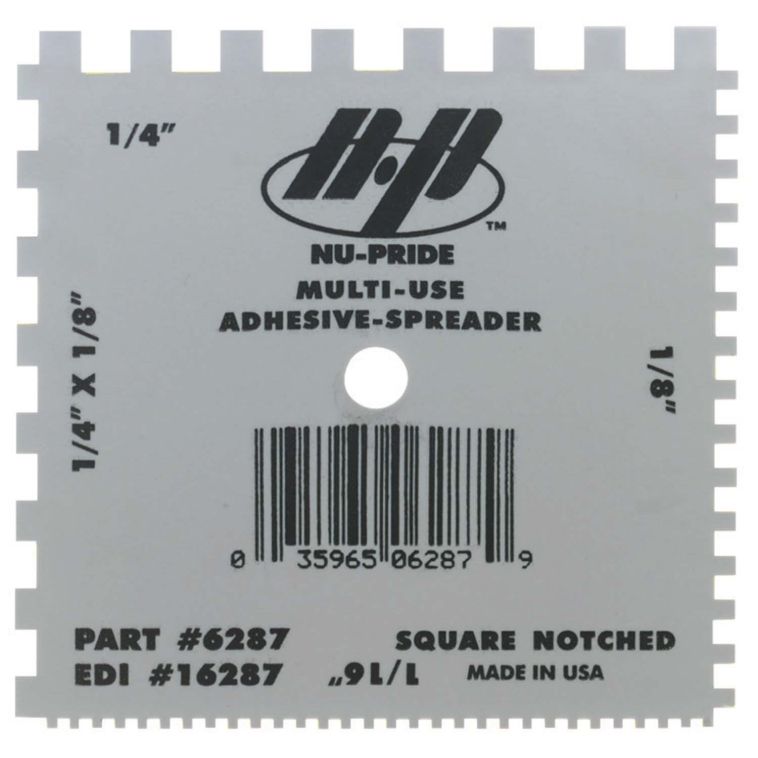 1/4"
N·P
TM
NU-PRIDE
MULTI-USE
ADHESIVE-SPREADER
1/4" X 1/8"
1/8"
0 35965 06287 9
PART #6287
SQUARE NOTCHED
EDI #16287
1/16"
MADE IN USA